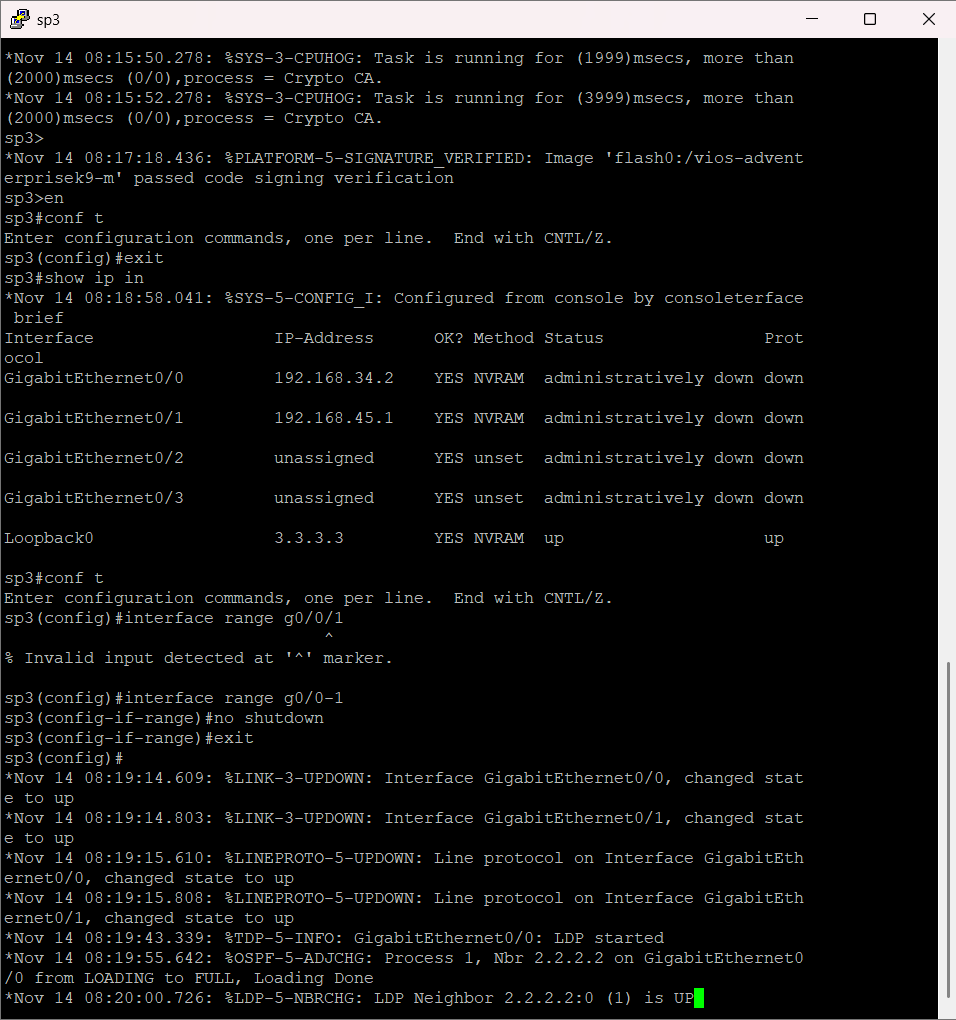 sp3
*Nov 14 08:15:50.278: %SYS-3-CPUHOG: Task is running for (1999)msecs, more than
(2000)msecs (0/0),process = Crypto CA.
*Nov 14 08:15:52.278: %SYS-3-CPUHOG: Task is running for (3999)msecs, more than
(2000)msecs (0/0),process = Crypto CA.
sp3>
*Nov 14 08:17:18.436: %PLATFORM-5-SIGNATURE_VERIFIED: Image 'flash0:/vios-advent
erprisek9-m' passed code signing verification
sp3>en
sp3#conf t
Enter configuration commands, one per line.  End with CNTL/Z.
sp3(config)#exit
sp3#show ip in
*Nov 14 08:18:58.041: %SYS-5-CONFIG_I: Configured from console by consoleterface
 brief
Interface                  IP-Address      OK? Method Status                Prot
ocol
GigabitEthernet0/0         192.168.34.2    YES NVRAM  administratively down down
GigabitEthernet0/1         192.168.45.1    YES NVRAM  administratively down down
GigabitEthernet0/2         unassigned      YES unset  administratively down down
GigabitEthernet0/3         unassigned      YES unset  administratively down down
Loopback0                  3.3.3.3         YES NVRAM  up                    up
sp3#conf t
Enter configuration commands, one per line.  End with CNTL/Z.
sp3(config)#interface range g0/0/1
                                ^
% Invalid input detected at '^' marker.
sp3(config)#interface range g0/0-1
sp3(config-if-range)#no shutdown
sp3(config-if-range)#exit
sp3(config)#
*Nov 14 08:19:14.609: %LINK-3-UPDOWN: Interface GigabitEthernet0/0, changed stat
e to up
*Nov 14 08:19:14.803: %LINK-3-UPDOWN: Interface GigabitEthernet0/1, changed stat
e to up
*Nov 14 08:19:15.610: %LINEPROTO-5-UPDOWN: Line protocol on Interface GigabitEth
ernet0/0, changed state to up
*Nov 14 08:19:15.808: %LINEPROTO-5-UPDOWN: Line protocol on Interface GigabitEth
ernet0/1, changed state to up
*Nov 14 08:19:43.339: %TDP-5-INFO: GigabitEthernet0/0: LDP started
*Nov 14 08:19:55.642: %OSPF-5-ADJCHG: Process 1, Nbr 2.2.2.2 on GigabitEthernet0
/0 from LOADING to FULL, Loading Done
*Nov 14 08:20:00.726: %LDP-5-NBRCHG: LDP Neighbor 2.2.2.2:0 (1) is UP